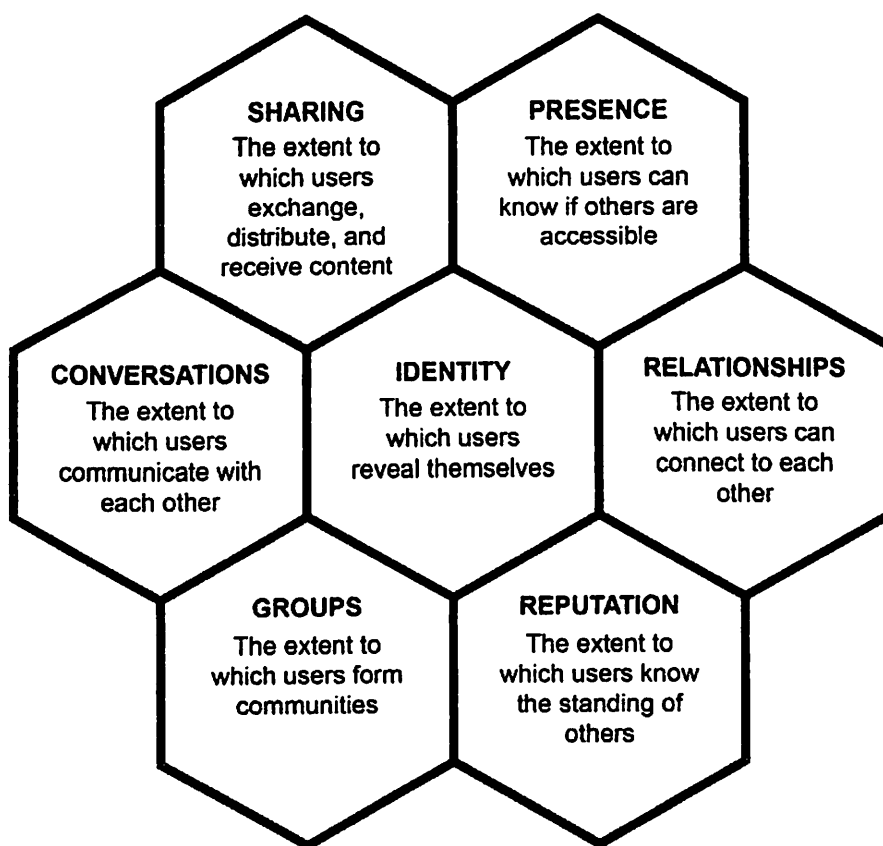 SHARING
The extent to
which users
exchange,
distribute, and
receive content
PRESENCE
The extent to
which users can
know if others are
accessible
CONVERSATIONS
The extent to
which users
communicate with
each other
IDENTITY
The extent to
which users
reveal themselves
RELATIONSHIPS
The extent to
which users can
connect to each
other
GROUPS
The extent to
which users form
communities
REPUTATION
The extent to
which users know
the standing of
others